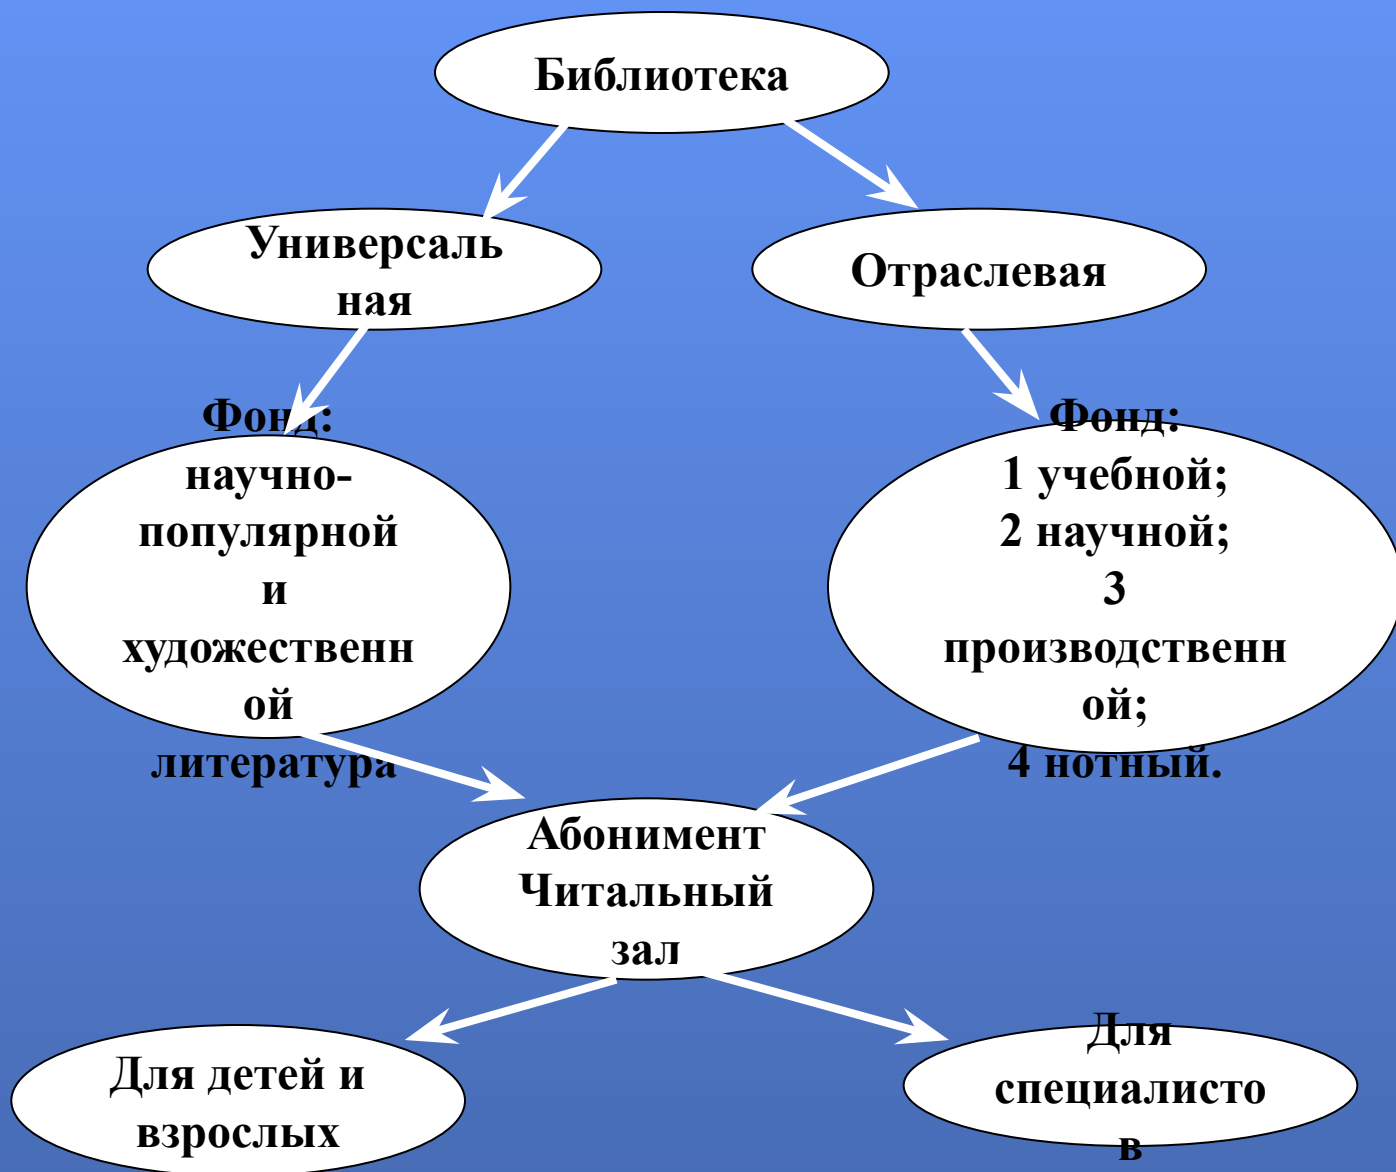 Библиотека
Универсаль
ная
Отраслевая
Фонд:
научно-
популярной
и
художественн
ой
литература
Фонд:
1 учебной;
2 научной;
3
производственн
ой;
4 нотный.
Абонимент
Читальный
зал
Для детей и
взрослых
Для
специалисто
в